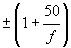 ± ( 1 + 50/f )